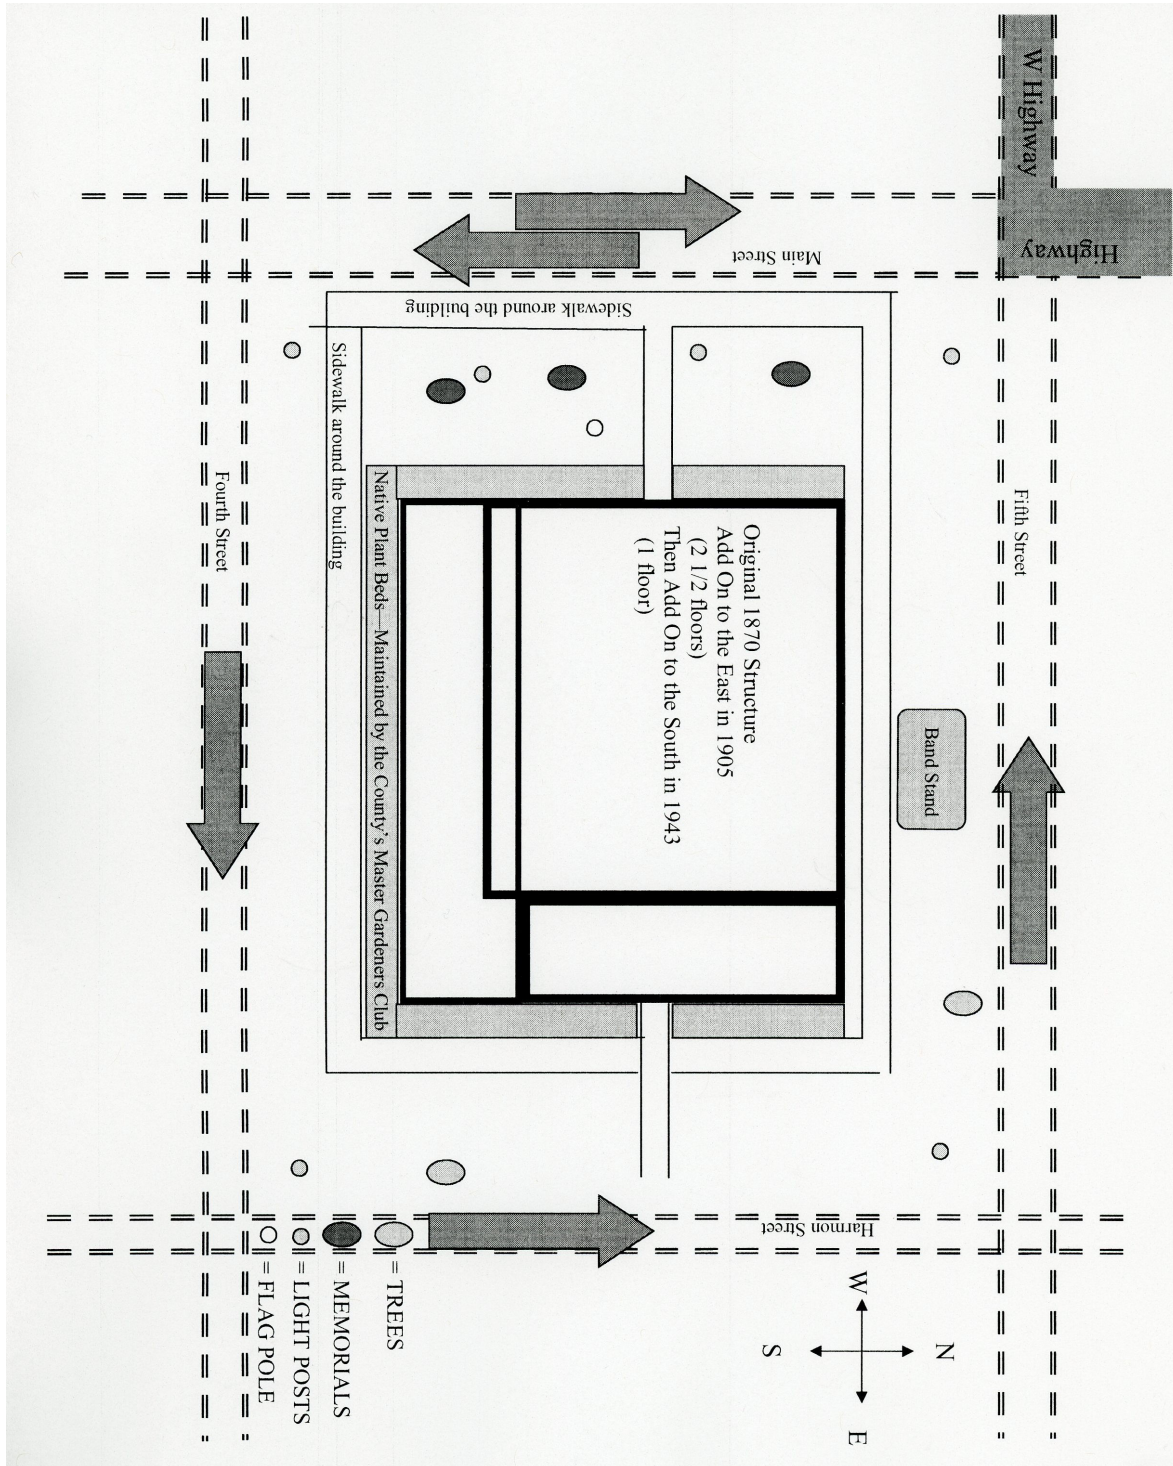 W Highway
Highway
Main Street
Sidewalk around the building
Sidewalk around the building
Fifth Street
Band Stand
Original 1870 Structure
Add On to the East in 1905
(2 1/2 floors)
Then Add On to the South in 1943
(1 floor)
Native Plant Beds—Maintained by the County's Master Gardeners Club
Fourth Street
Harmon Street
N
W
E
S
= TREES
= MEMORIALS
= LIGHT POSTS
= FLAG POLE